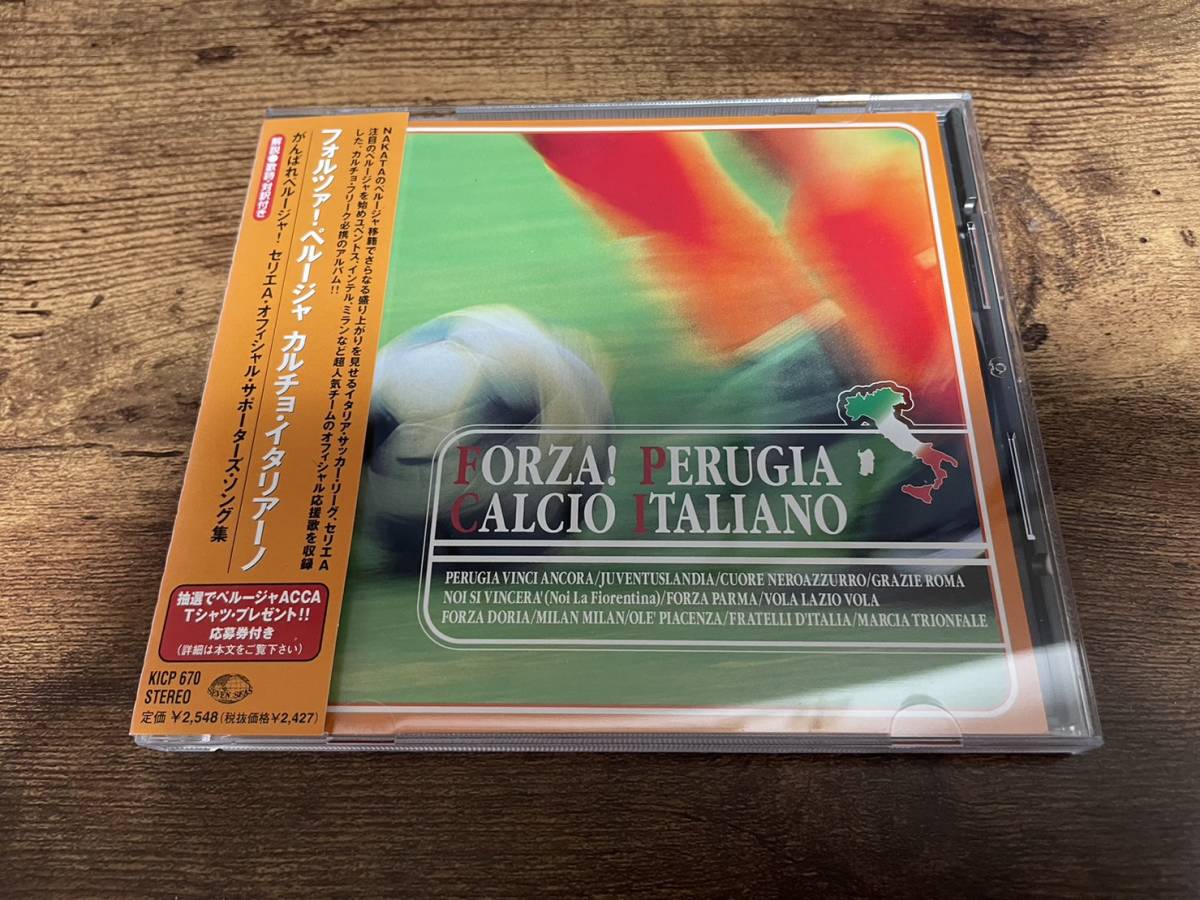 NAKATAのペルージャ移籍でさらなる盛り上がりを見せるイタリア・サッカー・リーグ、セリエA
注目のペルージャを始めユベントス、インテル、ミランなど超人気チームのオフィシャル応援歌を収録
した、カルチョ・フリーク必携のアルバム!!
フォルツァ!ペルージャ カルチョ・イタリアーノ
がんばれペルージャ! セリエA・オフィシャル・サポーターズ・ソング集
解説●歌詩・対訳付き
抽選でペルージャACCA
Tシャツ・プレゼント!!
応募券付き
(詳細は本文をご覧下さい)
KICP 670
STEREO
SEVEN SEAS
定価 ¥2,548(税抜価格¥2,427)
FORZA! PERUGIA
CALCIO ITALIANO
PERUGIA VINCI ANCORA/JUVENTUSLANDIA/CUORE NEROAZZURRO/GRAZIE ROMA
NOI SI VINCERA'(Noi La Fiorentina)/FORZA PARMA/VOLA LAZIO VOLA
FORZA DORIA/MILAN MILAN/OLE' PIACENZA/FRATELLI D'ITALIA/MARCIA TRIONFALE